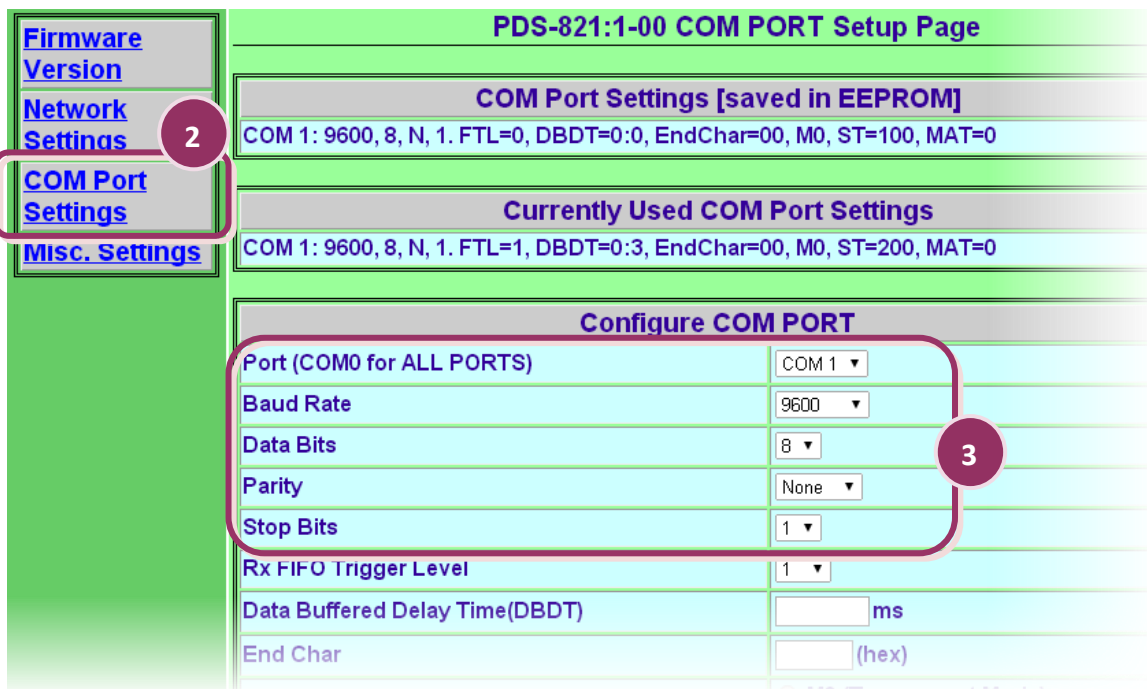 Firmware
Version
Network
Settings
2
COM Port
Settings
Misc. Settings
PDS-821:1-00 COM PORT Setup Page
COM Port Settings [saved in EEPROM]
COM 1: 9600, 8, N, 1. FTL=0, DBDT=0:0, EndChar=00, M0, ST=100, MAT=0
Currently Used COM Port Settings
COM 1: 9600, 8, N, 1. FTL=1, DBDT=0:3, EndChar=00, M0, ST=200, MAT=0
Configure COM PORT
Port (COM0 for ALL PORTS) COM 1
Baud Rate 9600
Data Bits 8
3
Parity None
Stop Bits 1
Rx FIFO Trigger Level 1
Data Buffered Delay Time(DBDT) ms
End Char (hex)